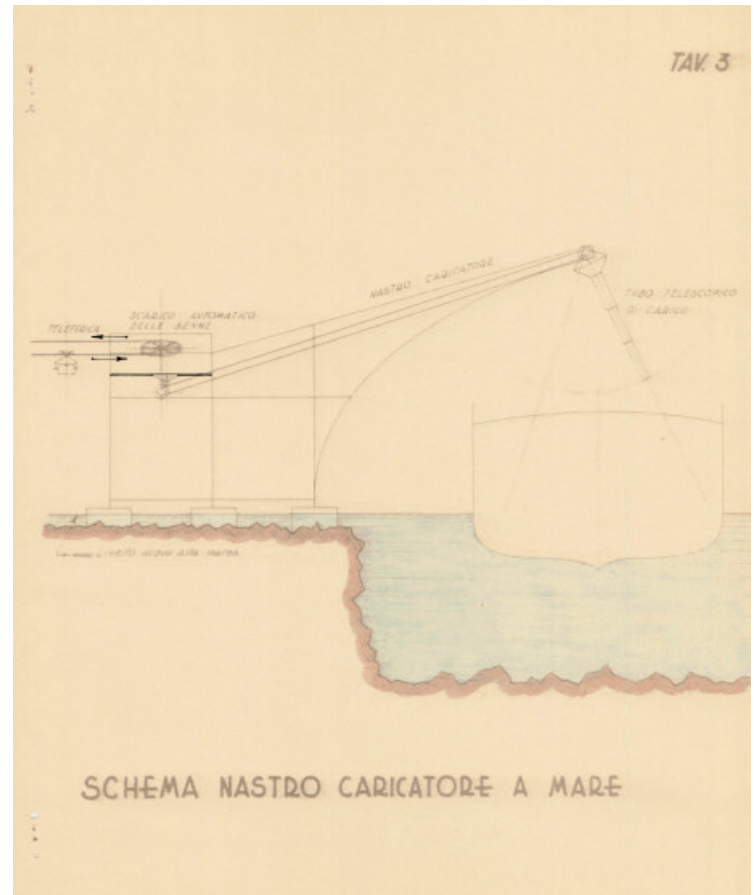 TAV. 3
NASTRO CARICATORE
SCARICO AUTOMATICO
DELLE BENNE
TELEFERICA
TUBO TELESCOPICO
DI CARICO
Livello acqua alta marea
SCHEMA NASTRO CARICATORE A MARE